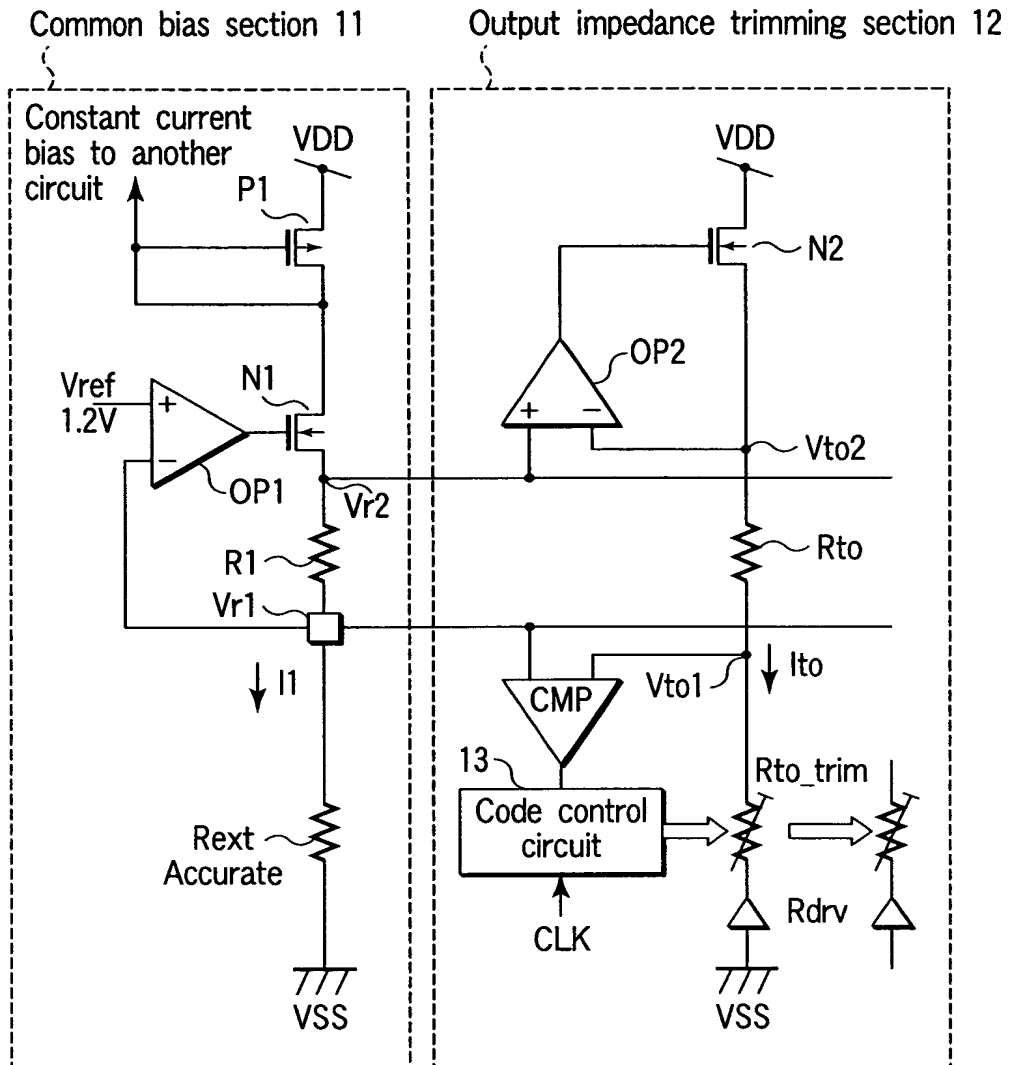 Common bias section 11
Output impedance trimming section 12
Constant current
bias to another
circuit
VDD
P1
VDD
N2
OP2
N1
Vref
1.2V
+
−
OP1
+ −
Vto2
Vr2
R1
Rto
Vr1
I1
Vto1
Ito
CMP
13
Rto_trim
Code control
circuit
Rext
Accurate
Rdrv
CLK
VSS
VSS